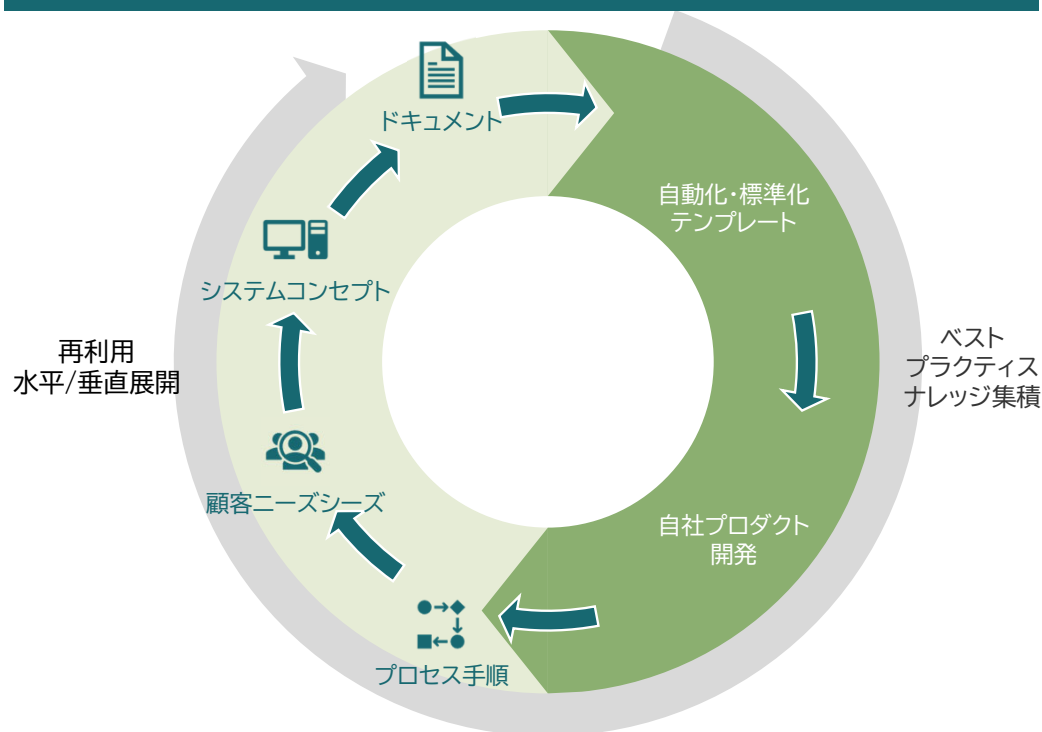 ドキュメント
自動化・標準化
テンプレート
システムコンセプト
再利用
水平/垂直展開
ベスト
プラクティス
ナレッジ集積
顧客ニーズシーズ
自社プロダクト
開発
プロセス手順